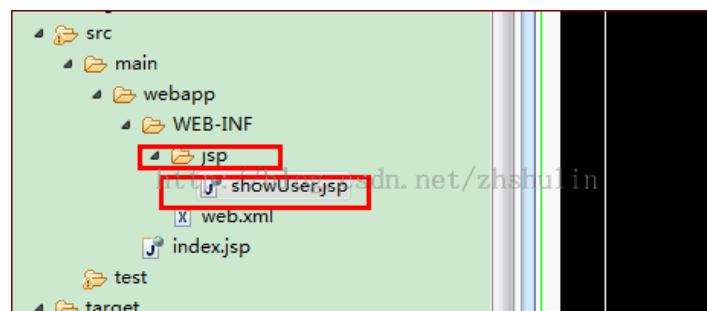 src
main
webapp
WEB-INF
jsp
http://blog.csdn.net/zhshulin
showUser.jsp
web.xml
index.jsp
test
target